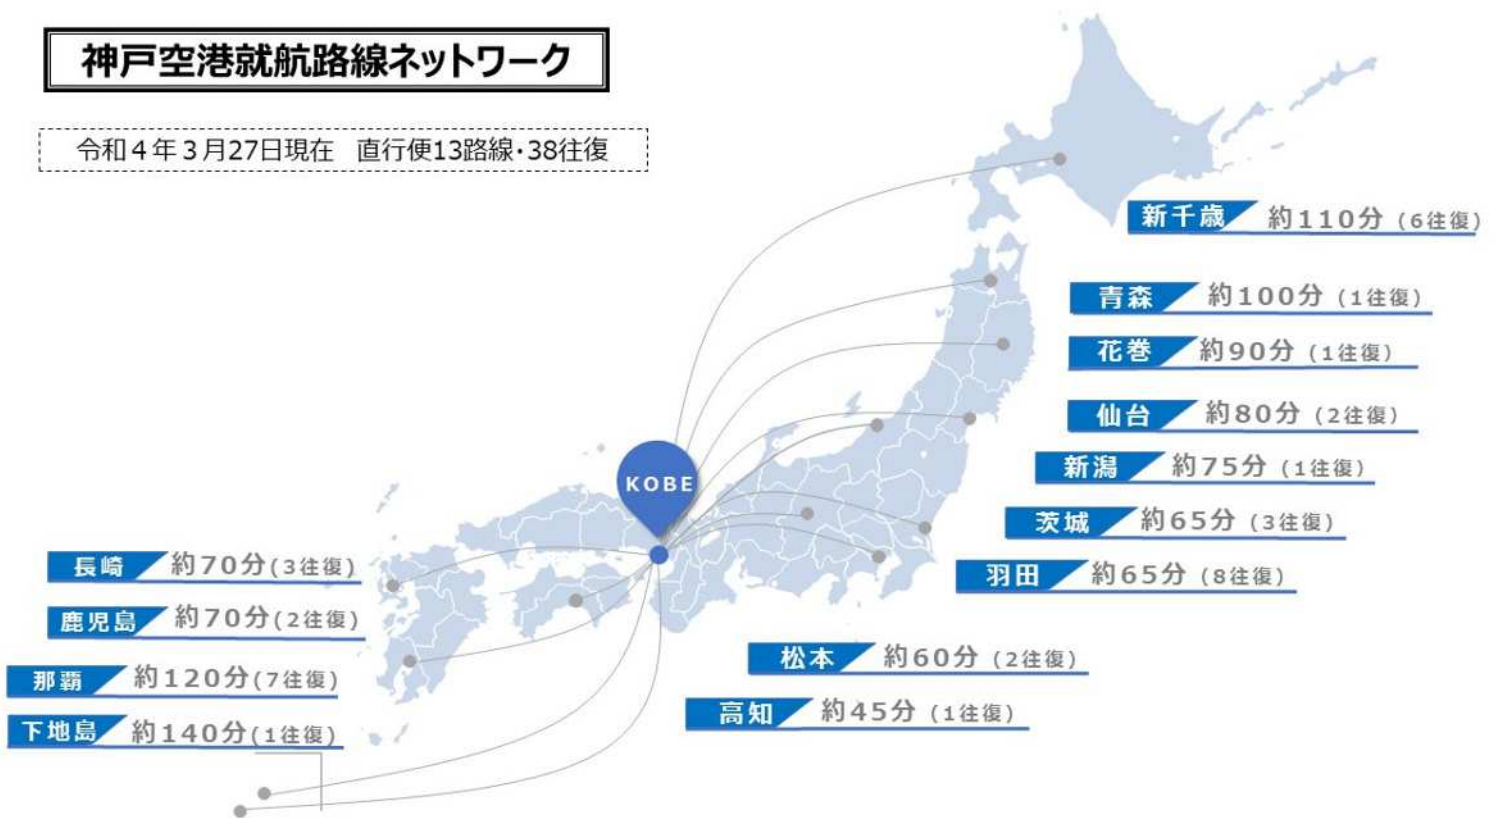 神戸空港就航路線ネットワーク
令和４年３月27日現在　直行便13路線・38往復
新千歳 約110分（6往復）
青森 約100分（1往復）
花巻 約90分（1往復）
仙台 約80分（2往復）
新潟 約75分（1往復）
茨城 約65分（3往復）
羽田 約65分（8往復）
松本 約60分（2往復）
高知 約45分（1往復）
KOBE
長崎 約70分(3往復)
鹿児島 約70分(2往復)
那覇 約120分(7往復)
下地島 約140分(1往復)